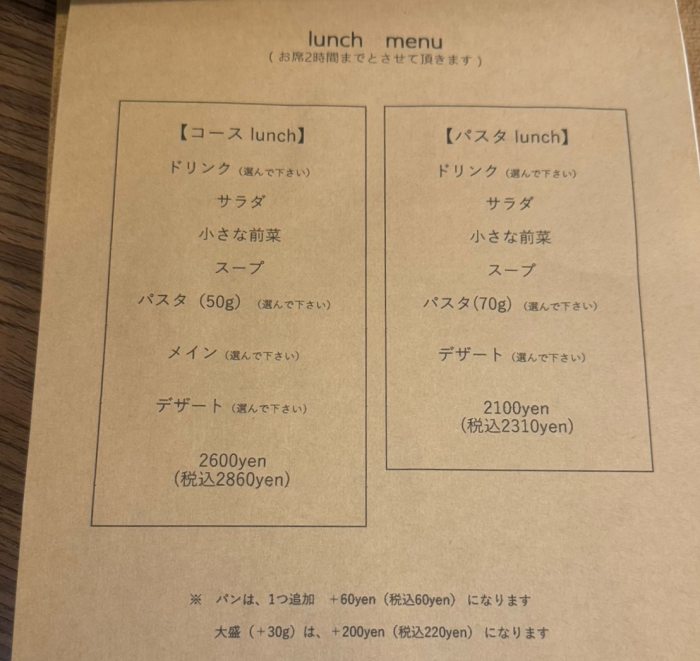 lunch menu
( お席2時間までとさせて頂きます )
【コース lunch】
ドリンク (選んで下さい)
サラダ
小さな前菜
スープ
パスタ (50g) (選んで下さい)
メイン (選んで下さい)
デザート (選んで下さい)
2600yen
(税込2860yen)
【パスタ lunch】
ドリンク (選んで下さい)
サラダ
小さな前菜
スープ
パスタ(70g) (選んで下さい)
デザート (選んで下さい)
2100yen
(税込2310yen)
※ パンは、1つ追加 +60yen (税込60yen) になります
大盛 (+30g) は、+200yen (税込220yen) になります